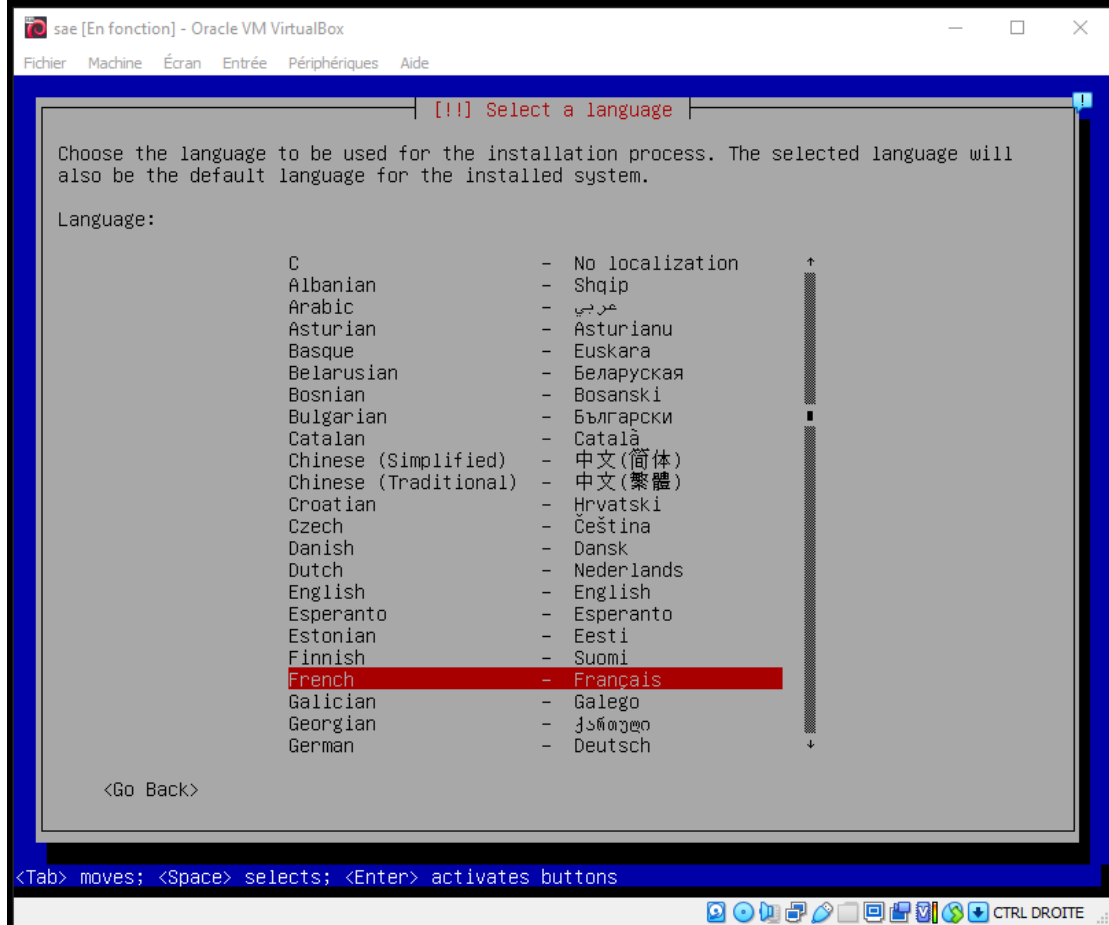 sae [En fonction] - Oracle VM VirtualBox
Fichier Machine Écran Entrée Périphériques Aide
[!!] Select a language
Choose the language to be used for the installation process. The selected language will
also be the default language for the installed system.
Language:
C - No localization
Albanian - Shqip
Arabic - عربي
Asturian - Asturianu
Basque - Euskara
Belarusian - Беларуская
Bosnian - Bosanski
Bulgarian - Български
Catalan - Català
Chinese (Simplified) - 中文(简体)
Chinese (Traditional) - 中文(繁體)
Croatian - Hrvatski
Czech - Čeština
Danish - Dansk
Dutch - Nederlands
English - English
Esperanto - Esperanto
Estonian - Eesti
Finnish - Suomi
French - Français
Galician - Galego
Georgian - ქართული
German - Deutsch
<Go Back>
<Tab> moves; <Space> selects; <Enter> activates buttons
CTRL DROITE